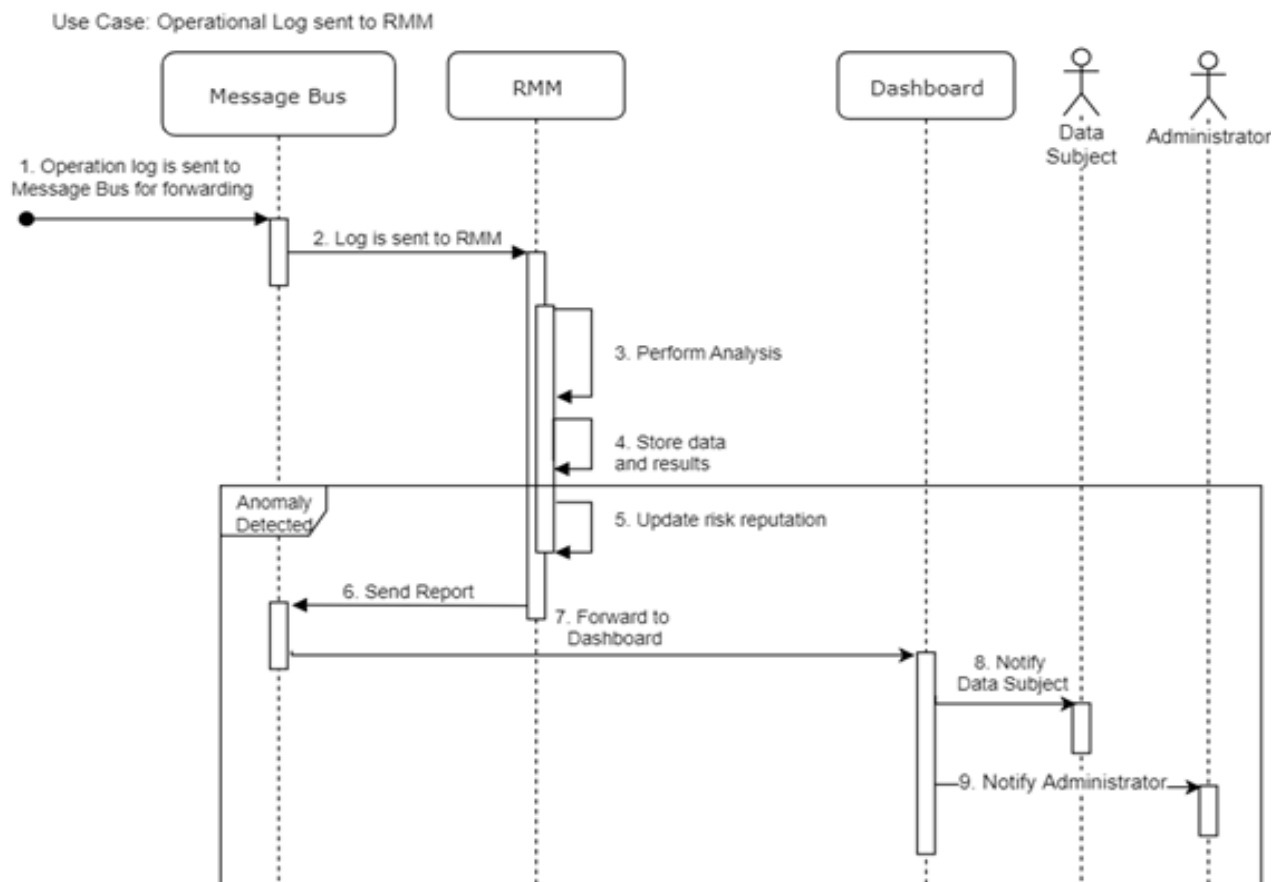 Use Case: Operational Log sent to RMM
Message Bus
RMM
Dashboard
Data
Subject
Administrator
1. Operation log is sent to
Message Bus for forwarding
2. Log is sent to RMM
3. Perform Analysis
4. Store data
and results
Anomaly
Detected
5. Update risk reputation
6. Send Report
7. Forward to
Dashboard
8. Notify
Data Subject
9. Notify Administrator